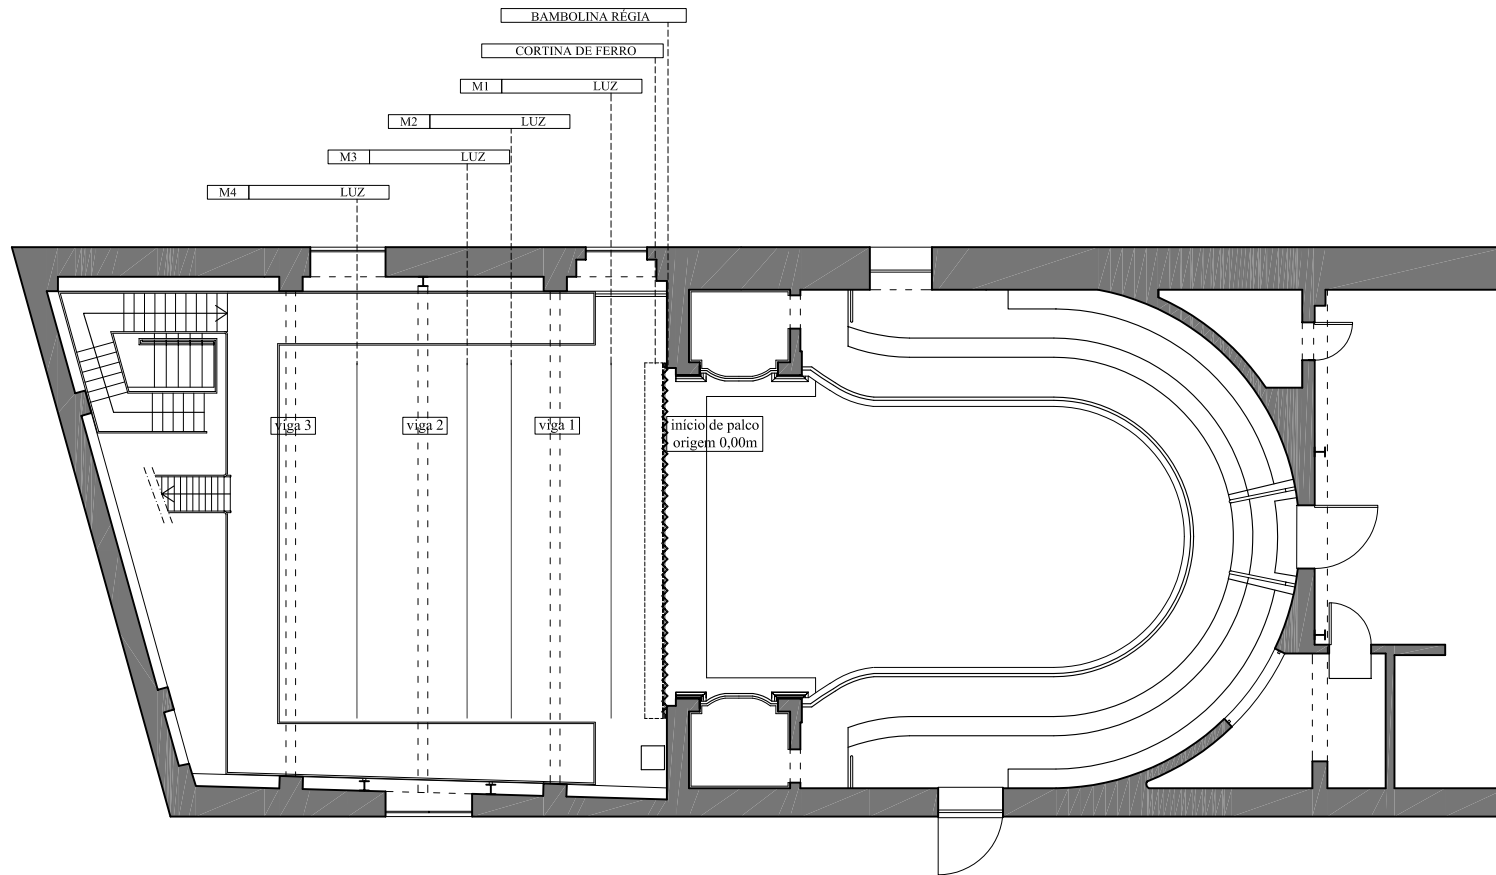 BAMBOLINA RÉGIA
CORTINA DE FERRO
M1 LUZ
M2 LUZ
M3 LUZ
M4 LUZ
viga 3
viga 2
viga 1
início de palco
origem 0,00m